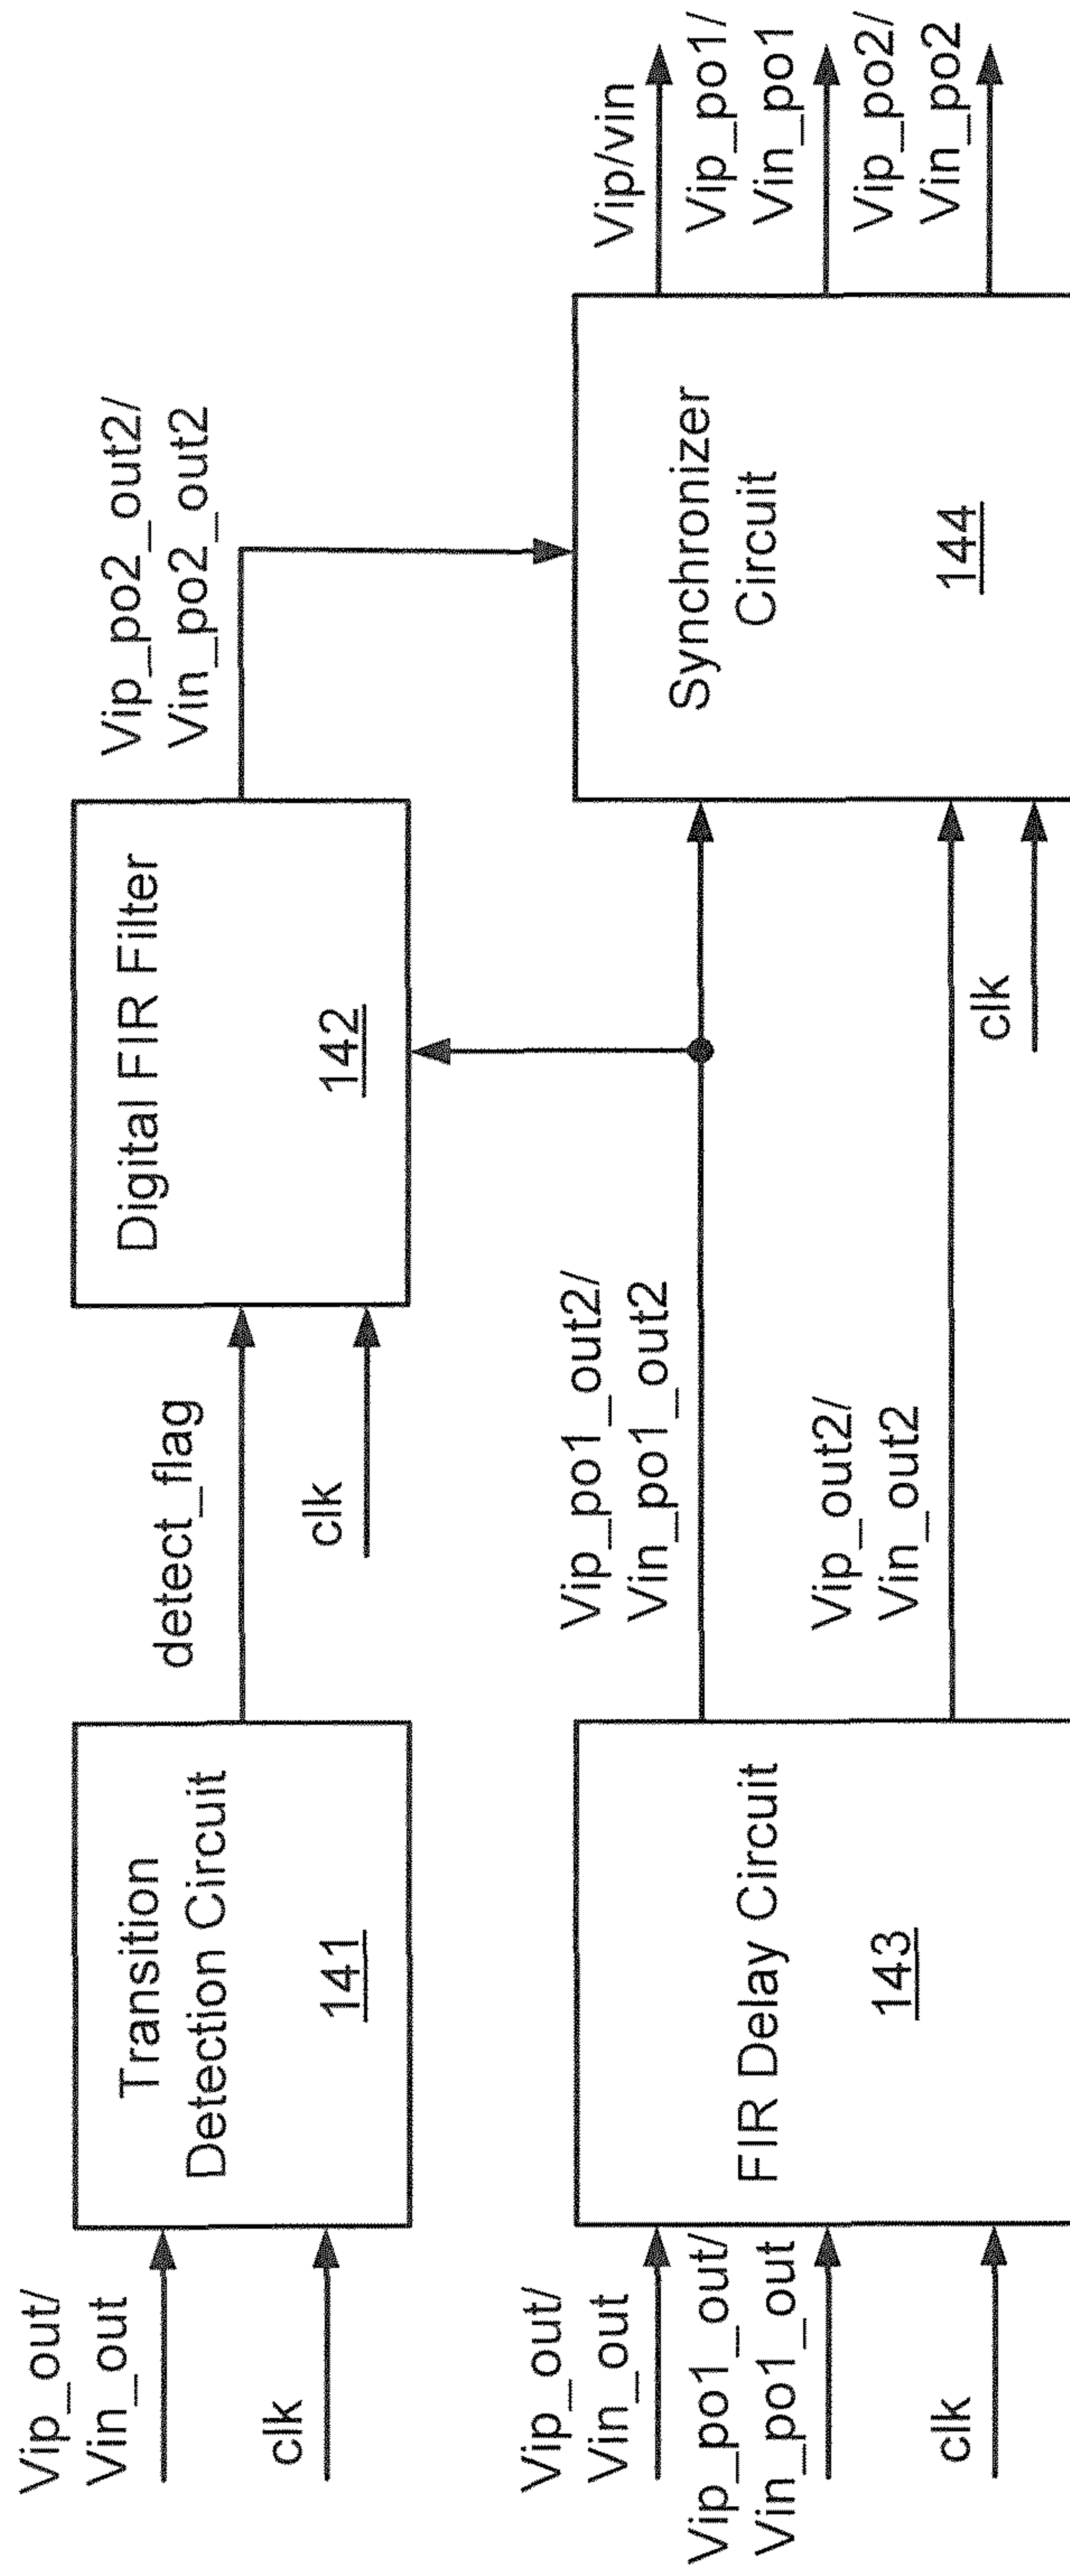 Vip_out/
Vin_out
clk
Transition
Detection Circuit
141
detect_flag
clk
Digital FIR Filter
142
Vip_po2_out2/
Vin_po2_out2
Vip_out/
Vin_out
Vip_po1_out/
Vin_po1_out
clk
FIR Delay Circuit
143
Vip_po1_out2/
Vin_po1_out2
Vip_out2/
Vin_out2
clk
Synchronizer
Circuit
144
Vip/vin
Vip_po1/
Vin_po1
Vip_po2/
Vin_po2